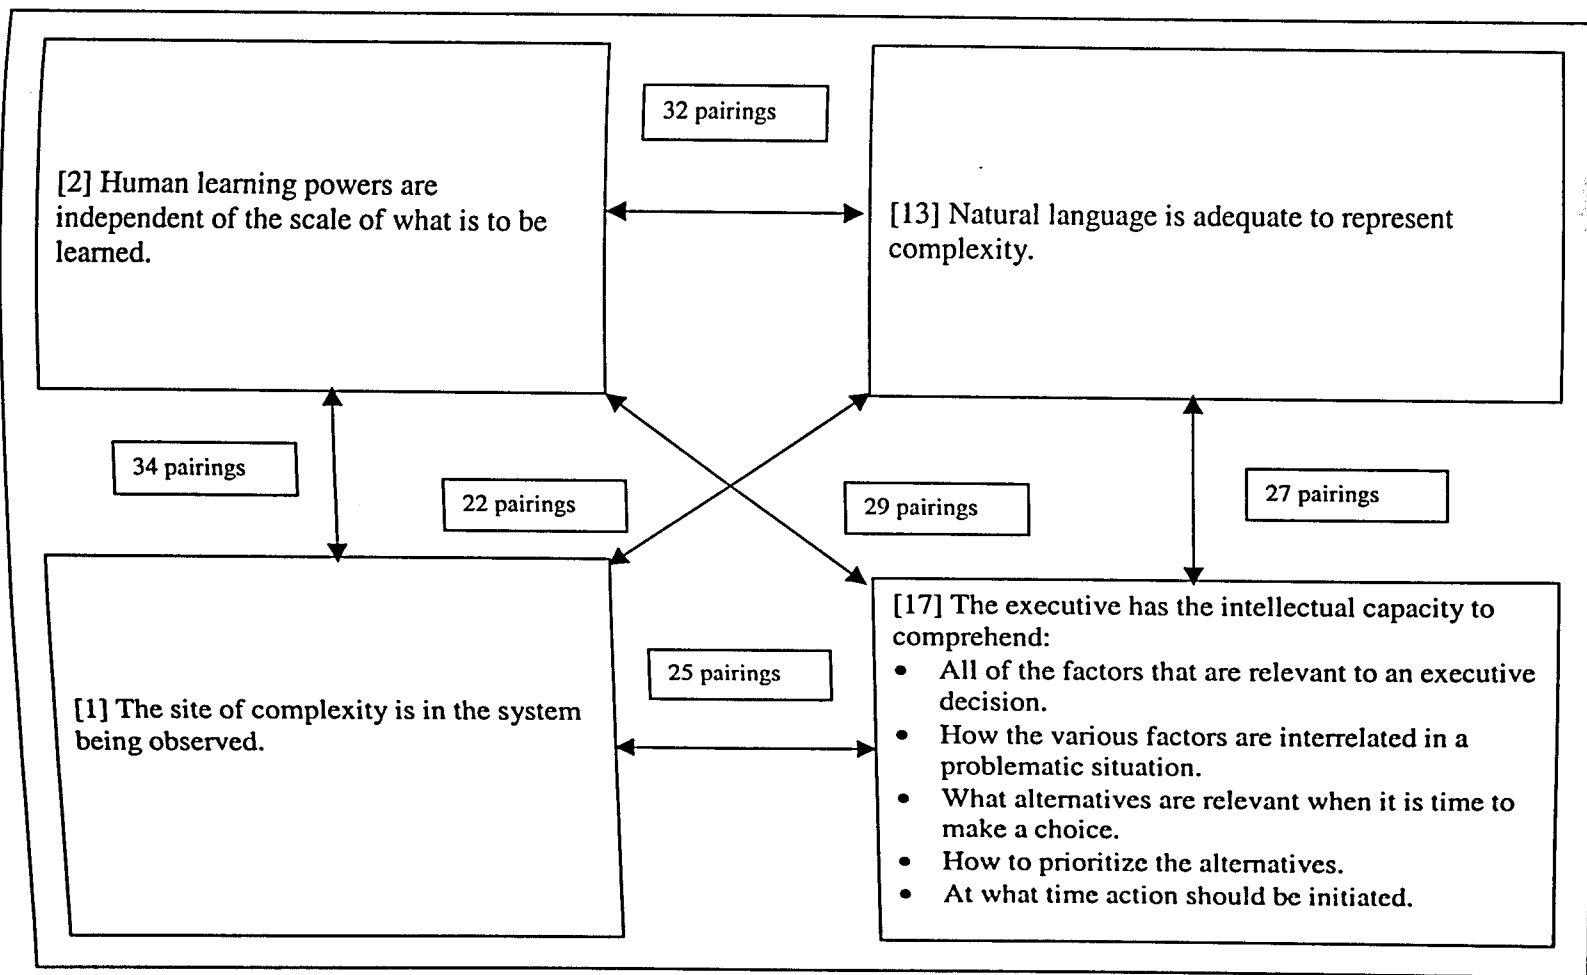 32 pairings
[2] Human learning powers are
independent of the scale of what is to be
learned.
[13] Natural language is adequate to represent
complexity.
34 pairings
22 pairings
29 pairings
27 pairings
[1] The site of complexity is in the system
being observed.
25 pairings
[17] The executive has the intellectual capacity to
comprehend:
• All of the factors that are relevant to an executive
decision.
• How the various factors are interrelated in a
problematic situation.
• What alternatives are relevant when it is time to
make a choice.
• How to prioritize the alternatives.
• At what time action should be initiated.